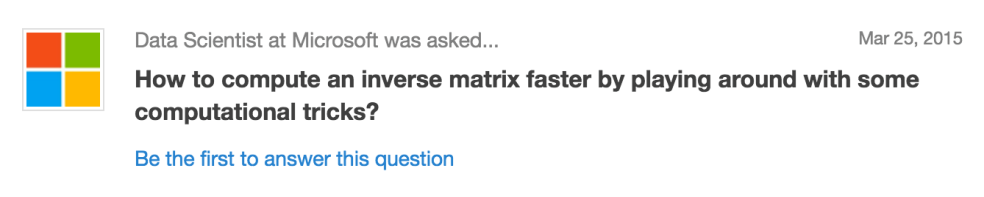 Data Scientist at Microsoft was asked...
Mar 25, 2015
How to compute an inverse matrix faster by playing around with some
computational tricks?
Be the first to answer this question